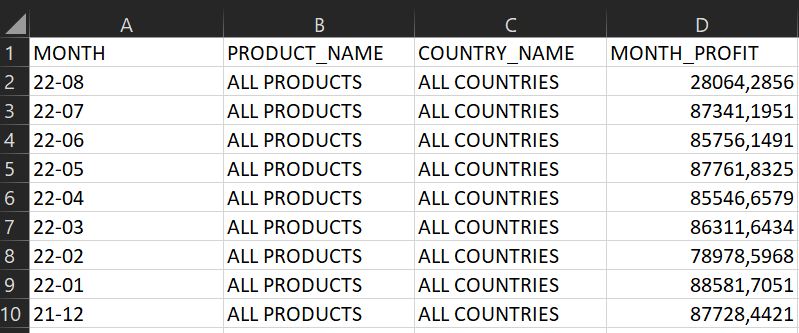 A B C D
1 MONTH PRODUCT_NAME COUNTRY_NAME MONTH_PROFIT
2 22-08 ALL PRODUCTS ALL COUNTRIES 28064,2856
3 22-07 ALL PRODUCTS ALL COUNTRIES 87341,1951
4 22-06 ALL PRODUCTS ALL COUNTRIES 85756,1491
5 22-05 ALL PRODUCTS ALL COUNTRIES 87761,8325
6 22-04 ALL PRODUCTS ALL COUNTRIES 85546,6579
7 22-03 ALL PRODUCTS ALL COUNTRIES 86311,6434
8 22-02 ALL PRODUCTS ALL COUNTRIES 78978,5968
9 22-01 ALL PRODUCTS ALL COUNTRIES 88581,7051
10 21-12 ALL PRODUCTS ALL COUNTRIES 87728,4421